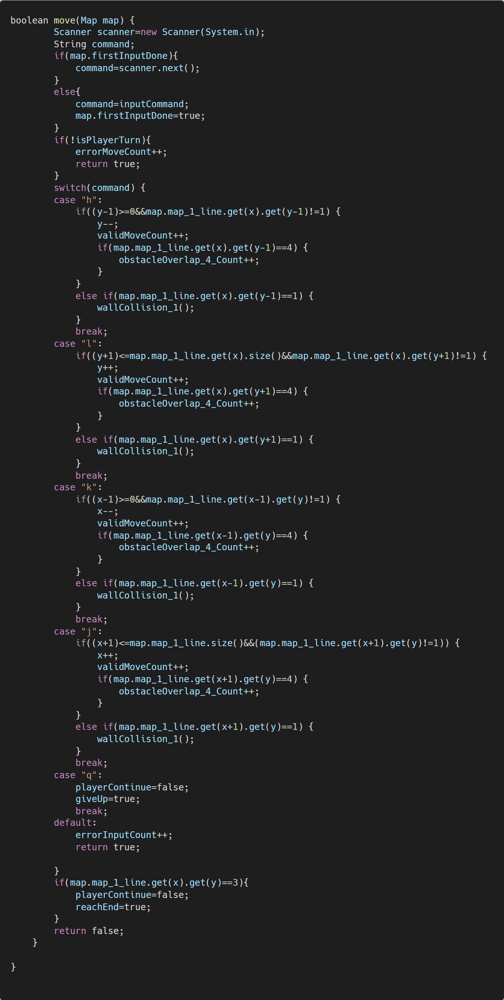 boolean move(Map map) {
        Scanner scanner=new Scanner(System.in);
        String command;
        if(map.firstInputDone){
            command=scanner.next();
        }
        else{
            command=inputCommand;
            map.firstInputDone=true;
        }
        if(!isPlayerTurn){
            errorMoveCount++;
            return true;
        }
        switch(command) {
        case "h":
            if((y-1)>=0&&map.map_1_line.get(x).get(y-1)!=1) {
                y--;
                validMoveCount++;
                if(map.map_1_line.get(x).get(y-1)==4) {
                    obstacleOverlap_4_Count++;
                }
            }
            else if(map.map_1_line.get(x).get(y-1)==1) {
                wallCollision_1();
            }
            break;
        case "l":
            if((y+1)<=map.map_1_line.get(x).size()&&map.map_1_line.get(x).get(y+1)!=1) {
                y++;
                validMoveCount++;
                if(map.map_1_line.get(x).get(y+1)==4) {
                    obstacleOverlap_4_Count++;
                }
            }
            else if(map.map_1_line.get(x).get(y+1)==1) {
                wallCollision_1();
            }
            break;
        case "k":
            if((x-1)>=0&&map.map_1_line.get(x-1).get(y)!=1) {
                x--;
                validMoveCount++;
                if(map.map_1_line.get(x-1).get(y)==4) {
                    obstacleOverlap_4_Count++;
                }
            }
            else if(map.map_1_line.get(x-1).get(y)==1) {
                wallCollision_1();
            }
            break;
        case "j":
            if((x+1)<=map.map_1_line.size()&&(map.map_1_line.get(x+1).get(y)!=1)) {
                x++;
                validMoveCount++;
                if(map.map_1_line.get(x+1).get(y)==4) {
                    obstacleOverlap_4_Count++;
                }
            }
            else if(map.map_1_line.get(x+1).get(y)==1) {
                wallCollision_1();
            }
            break;
        case "q":
            playerContinue=false;
            giveUp=true;
            break;
        default:
            errorInputCount++;
            return true;

        }
        if(map.map_1_line.get(x).get(y)==3){
            playerContinue=false;
            reachEnd=true;
        }
        return false;
    }

}